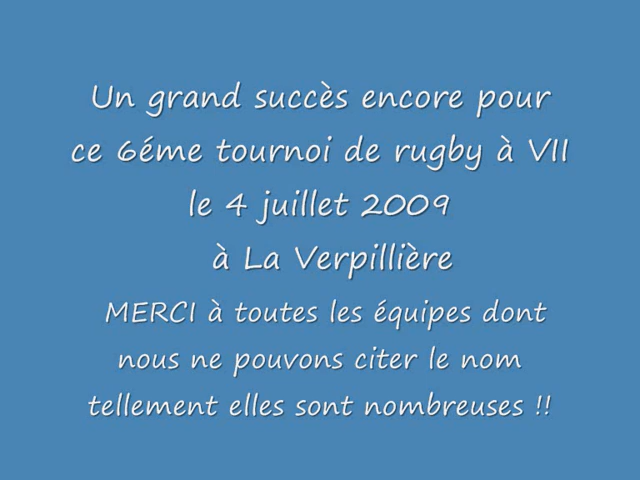 Un grand succès encore pour
ce 6éme tournoi de rugby à VII
le 4 juillet 2009
à La Verpillière
MERCI à toutes les équipes dont
nous ne pouvons citer le nom
tellement elles sont nombreuses !!